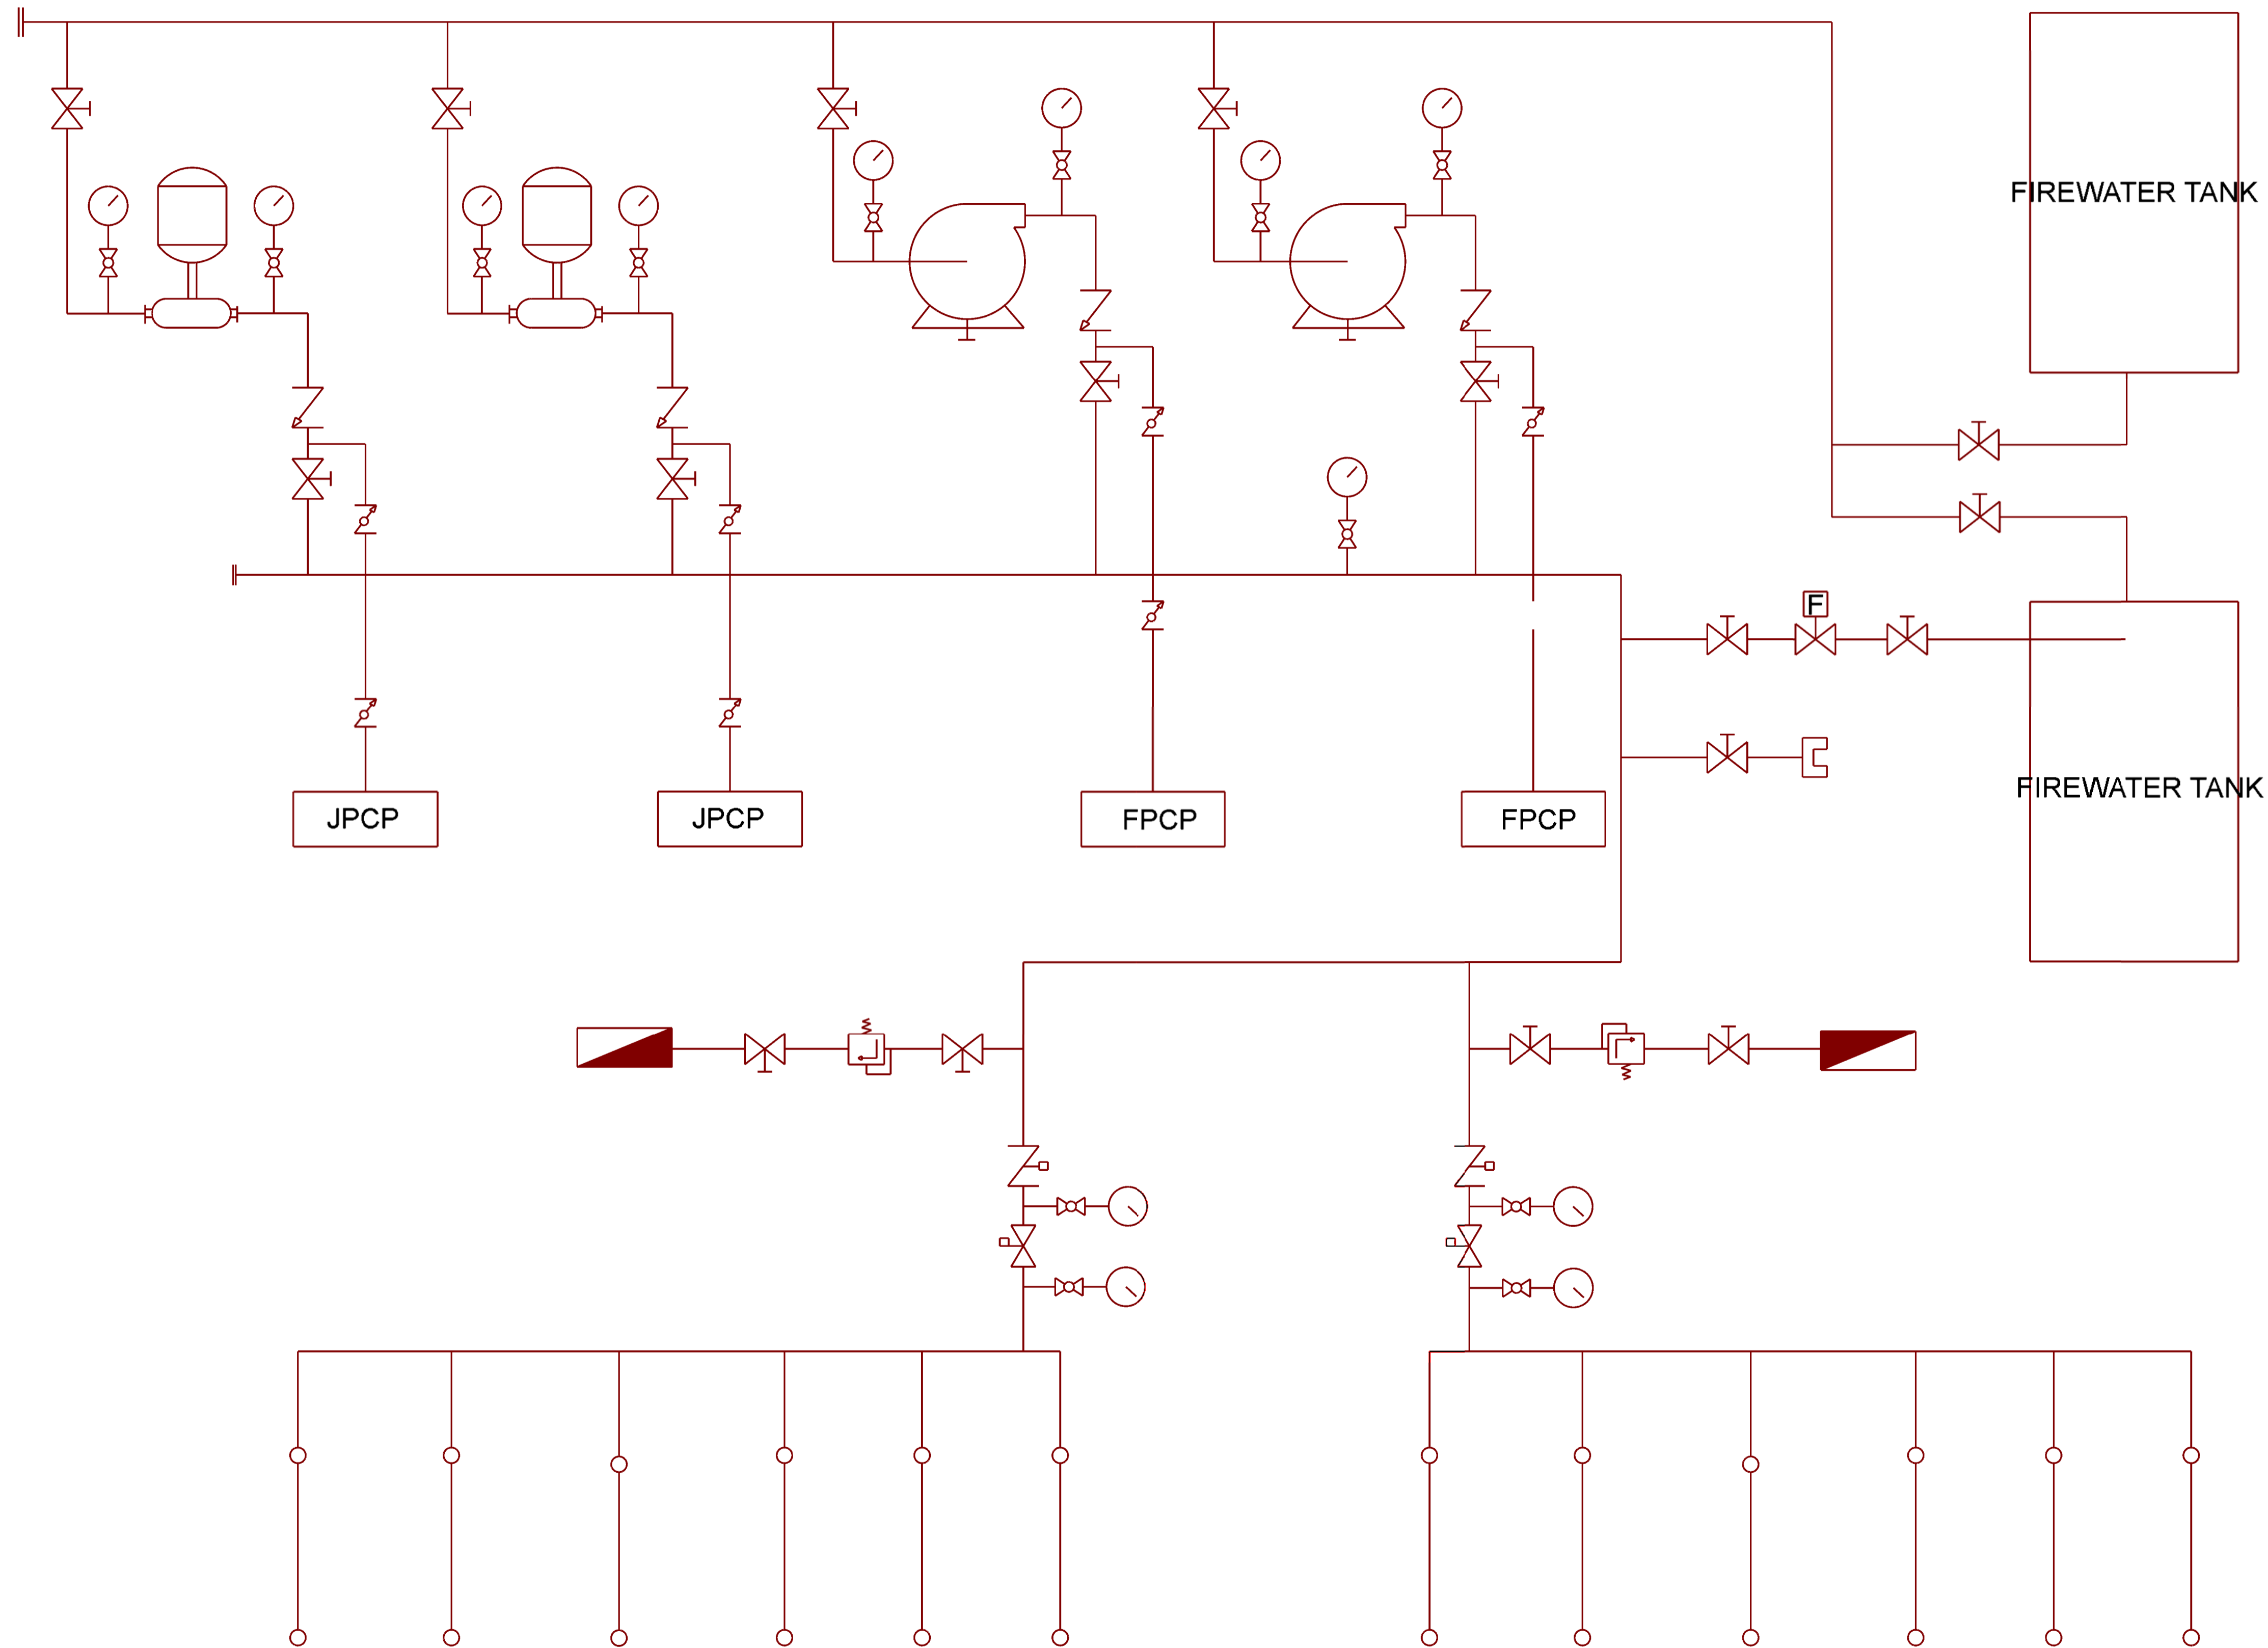 FIREWATER TANK
F
FIREWATER TANK
JPCP
JPCP
FPCP
FPCP